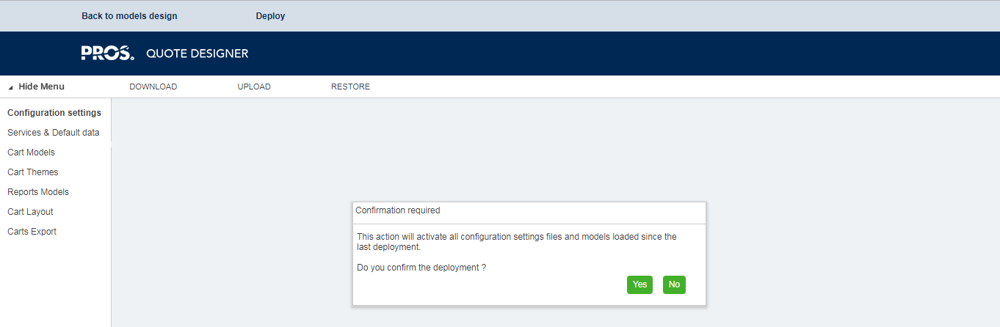 Back to models design Deploy
PROS. QUOTE DESIGNER
Hide Menu DOWNLOAD UPLOAD RESTORE
Configuration settings
Services & Default data
Cart Models
Cart Themes
Reports Models
Cart Layout
Carts Export
Confirmation required
This action will activate all configuration settings files and models loaded since the
last deployment.
Do you confirm the deployment ?
Yes No